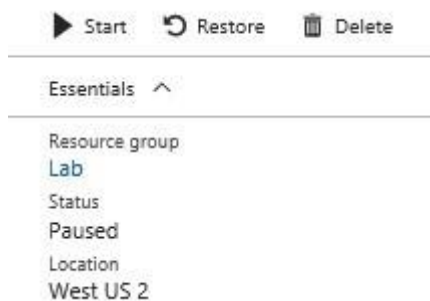 Start Restore Delete
Essentials
Resource group
Lab
Status
Paused
Location
West US 2